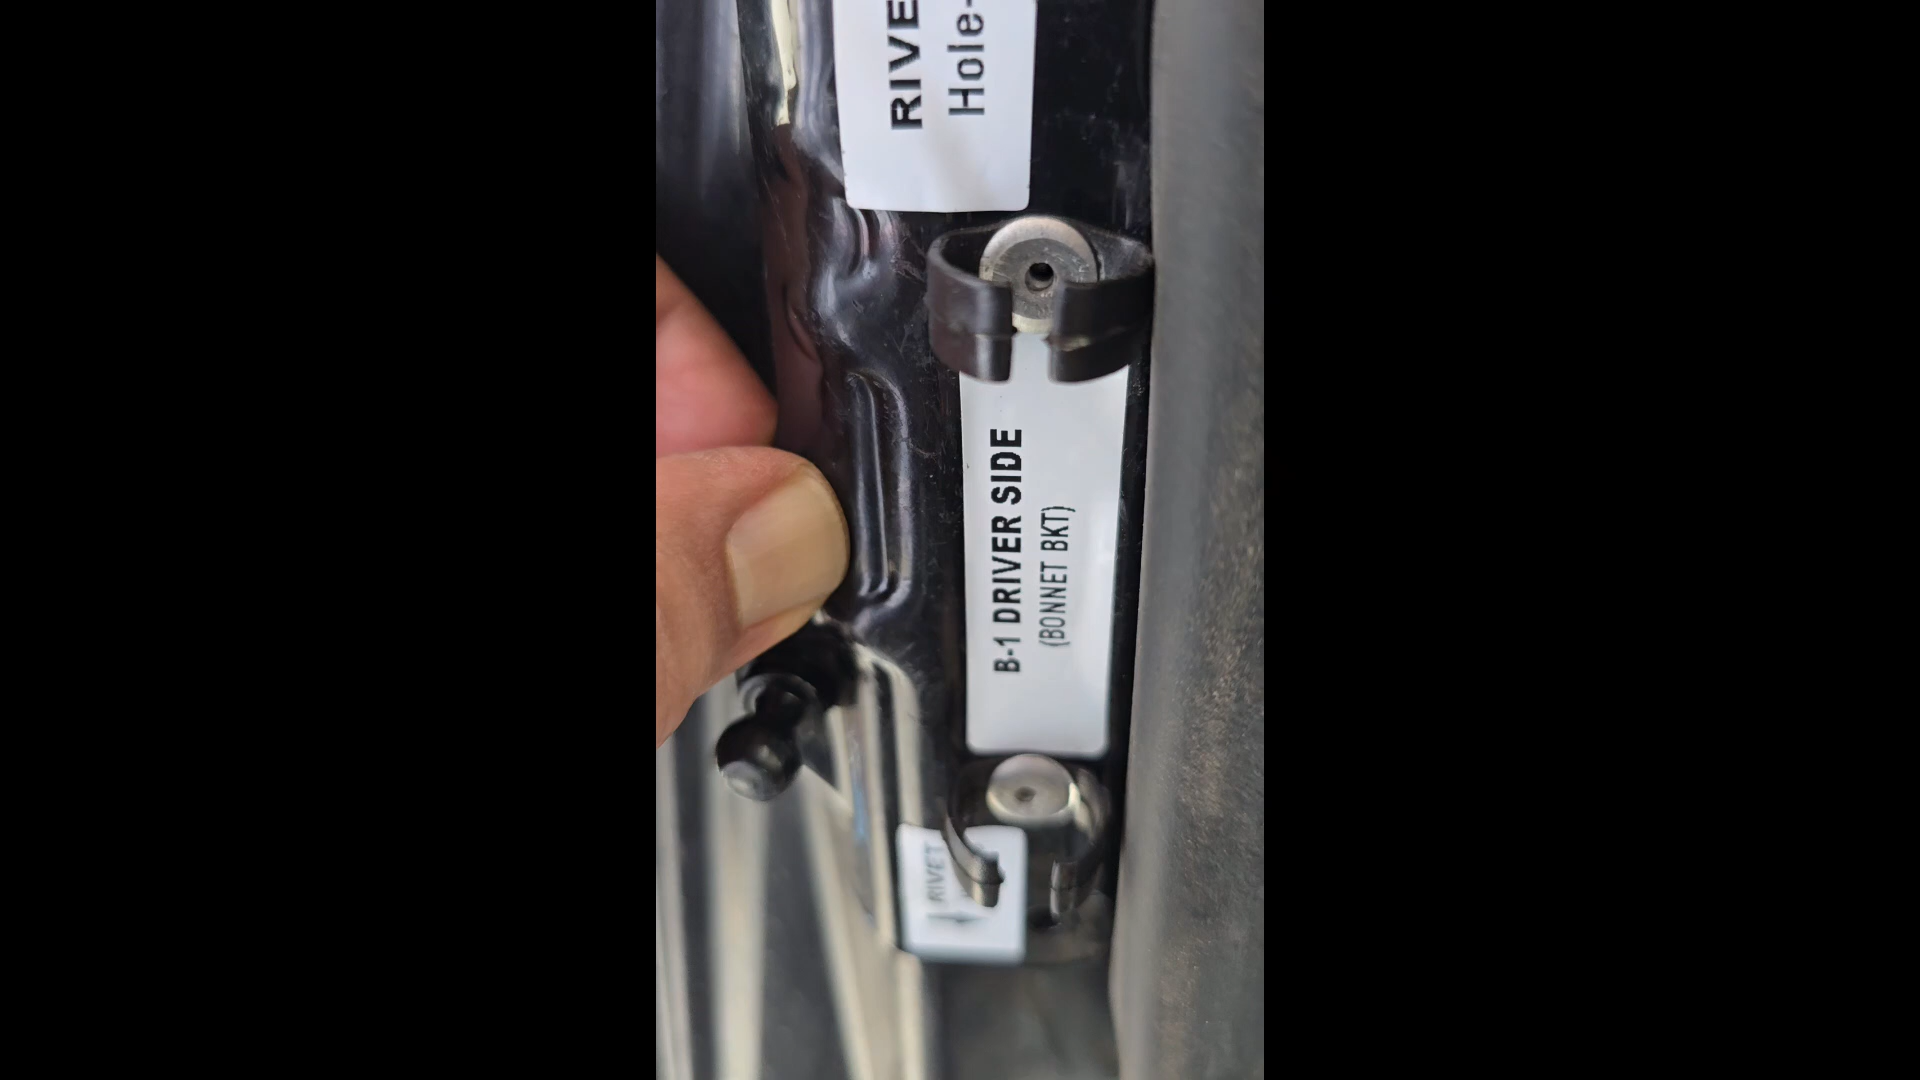 RIVE
Hole-
B-1 DRIVER SIDE
(BONNET BKT)
RIVET